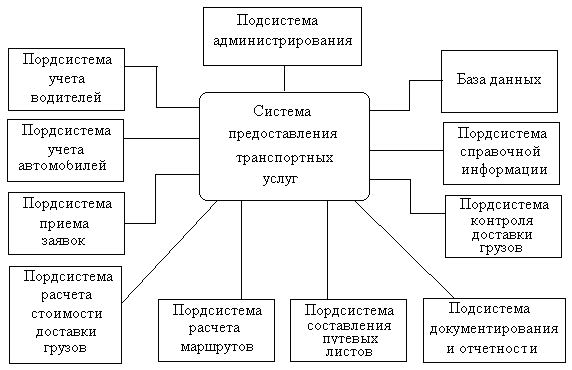 Подсистема
администрирования
Пордсистема
учета
водителей
База данных
Система
предоставления
транспортных
услуг
Пордсистема
учета
автомобилей
Пордсистема
справочной
информации
Пордсистема
приема
заявок
Пордсистема
контроля
доставки
грузов
Пордсистема
расчета
стоимости
доставки
грузов
Пордсистема
расчета
маршрутов
Пордсистема
составления
путевых
листов
Подсистема
документирования
и отчетности